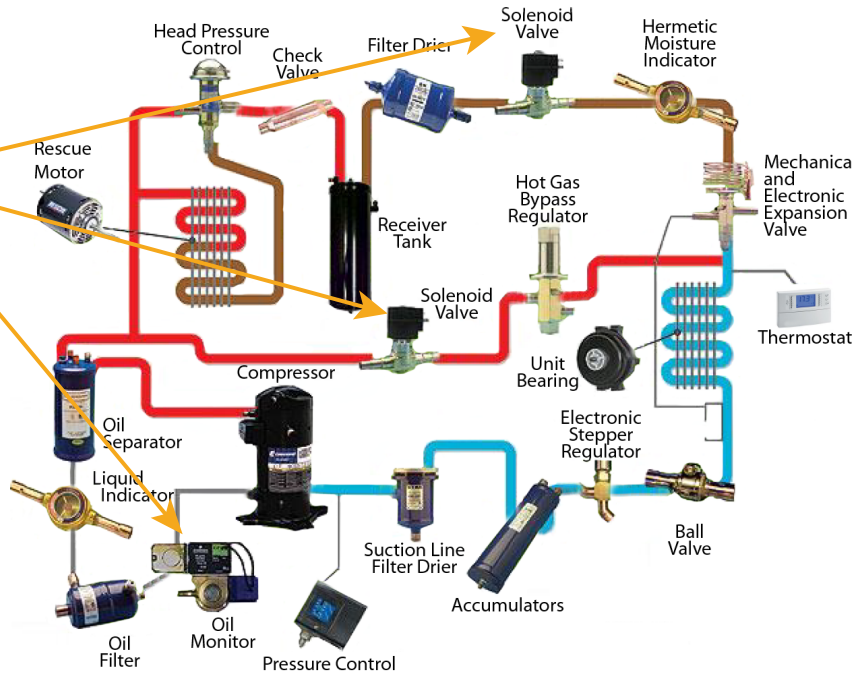 Solenoid
Valve
Hermetic
Moisture
Indicator
Head Pressure
Control
Check
Valve
Filter Drier
Rescue
Motor
Mechanica
and
Electronic
Expansion
Valve
Hot Gas
Bypass
Regulator
Receiver
Tank
Solenoid
Valve
Thermostat
Unit
Bearing
Compressor
Oil
Separator
Electronic
Stepper
Regulator
Liquid
Indicator
Ball
Valve
Suction Line
Filter Drier
Accumulators
Oil
Monitor
Oil
Filter
Pressure Control